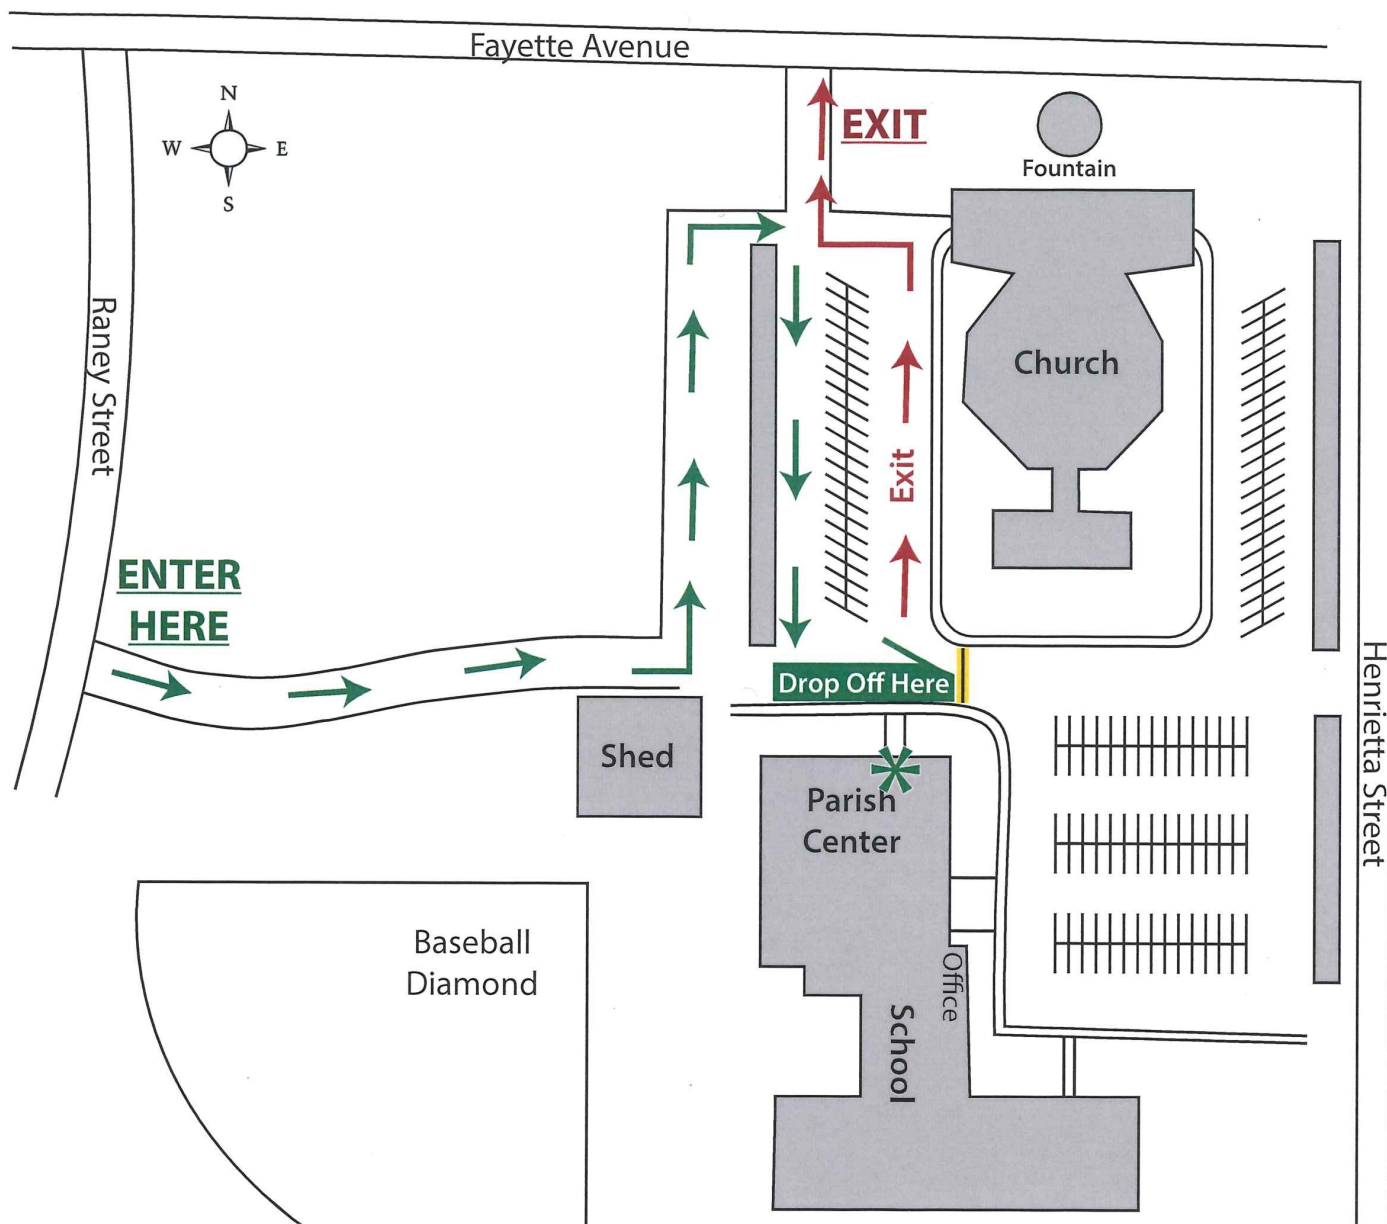 Fayette Avenue
N
W
E
S
EXIT
Fountain
Raney Street
Church
Exit
ENTER
HERE
Drop Off Here
Henrietta Street
Shed
Parish
Center
Baseball
Diamond
Office
School